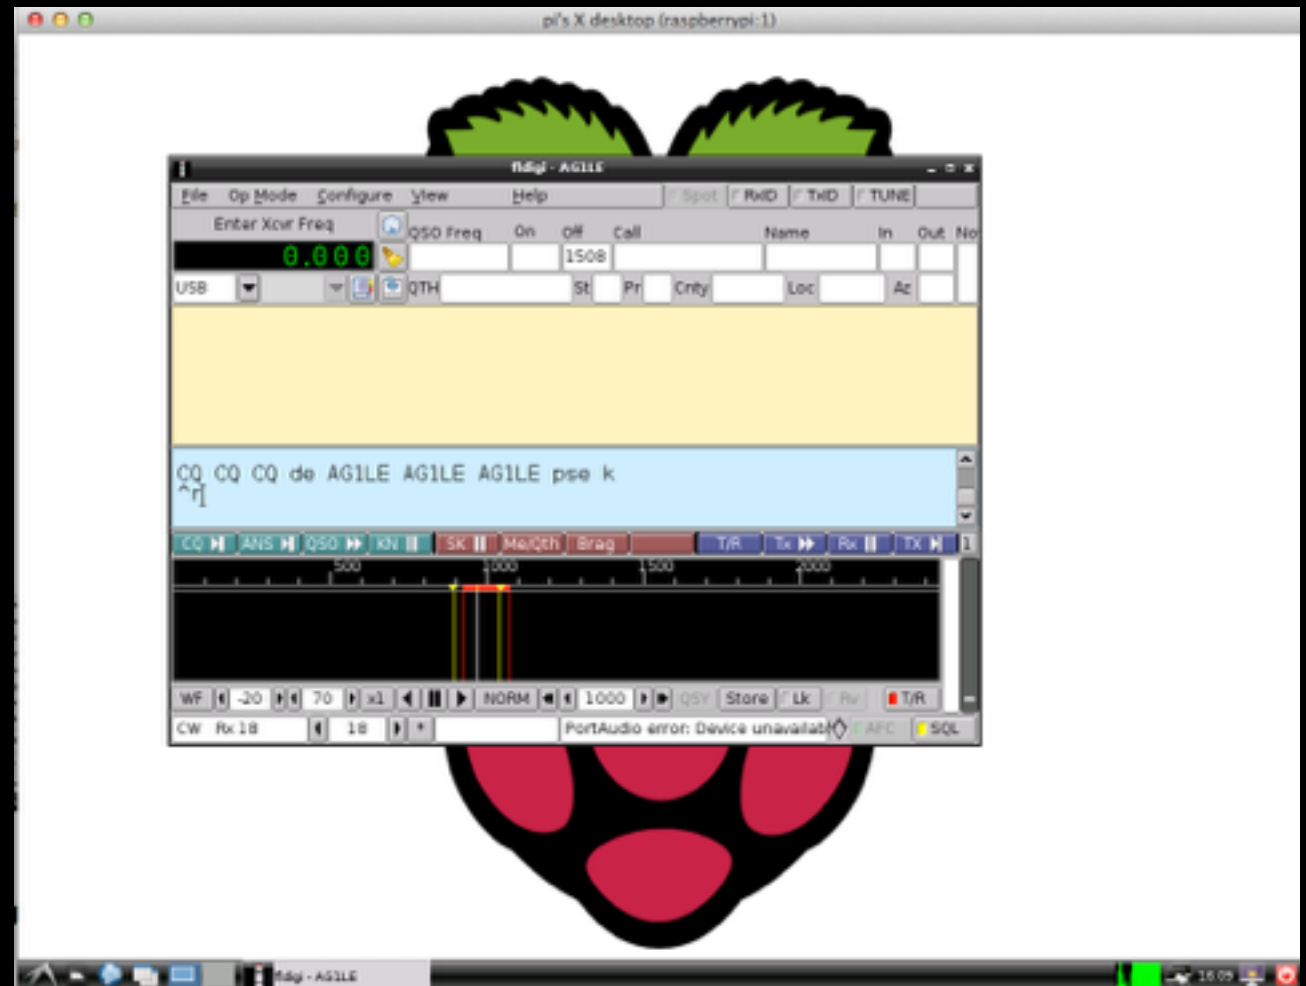 pi's X desktop (raspberrypi:1)
fldigi - AG1LE
File Op Mode Configure View Help Spot RxID TxID TUNE
Enter Xcvr Freq QSO Freq On Off Call Name In Out No
0.000 1508
USB QTH St Pr Cnty Loc Az
CQ CQ CQ de AG1LE AG1LE AG1LE pse k
^r
CQ ANS QSO KN SK Me/Qth Brag T/R Tx Rx TX 1
500 1000 1500 2000
WF -20 70 x1 NORM 1000 QSY Store Lk Rv T/R
CW Rx 18 18 * PortAudio error: Device unavailab AFC SQL
fldigi - AG1LE 16:09